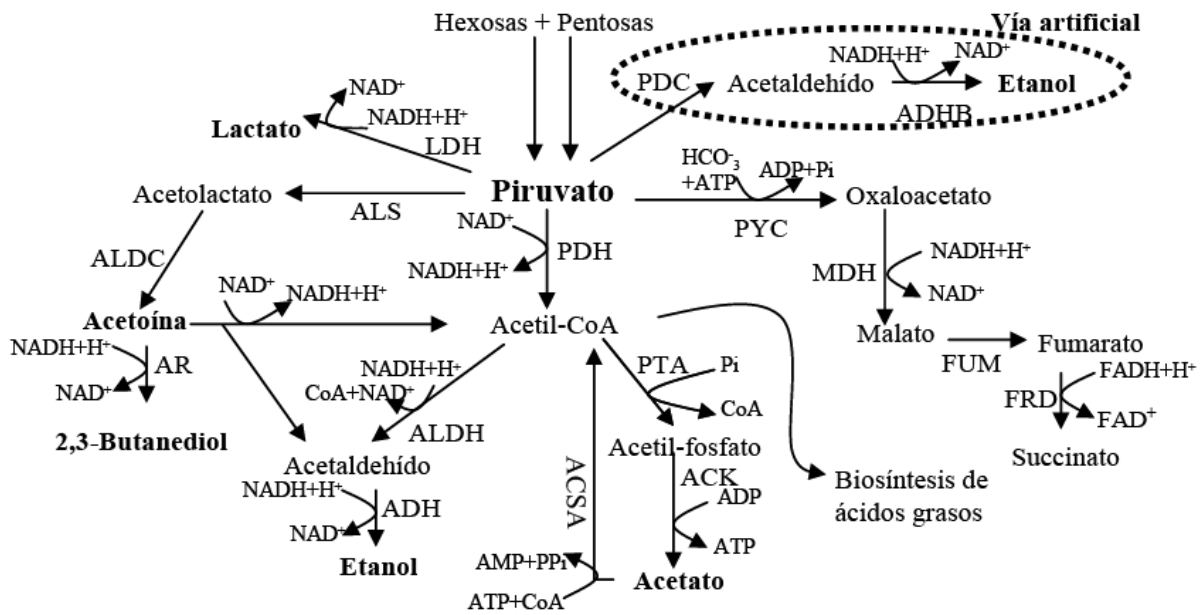 Hexosas + Pentosas
Vía artificial
NADH+H⁺
NAD⁺
PDC
Acetaldehído
Etanol
ADHB
NAD⁺
NADH+H⁺
Lactato
LDH
HCO⁻₃
+ATP
ADP+Pi
Piruvato
Acetolactato
ALS
PYC
Oxaloacetato
NAD⁺
PDH
NADH+H⁺
ALDC
MDH
NADH+H⁺
NAD⁺
NAD⁺
NADH+H⁺
Acetoína
Acetil-CoA
Malato
FUM
Fumarato
NADH+H⁺
AR
NAD⁺
NADH+H⁺
CoA+NAD⁺
ALDH
PTA
Pi
CoA
FADH+H⁺
FRD
FAD⁺
2,3-Butanediol
Acetaldehído
Acetil-fosfato
Succinato
NADH+H⁺
ADH
NAD⁺
ACSA
ACK
ADP
ATP
Biosíntesis de
ácidos grasos
Etanol
AMP+PPi
ATP+CoA
Acetato